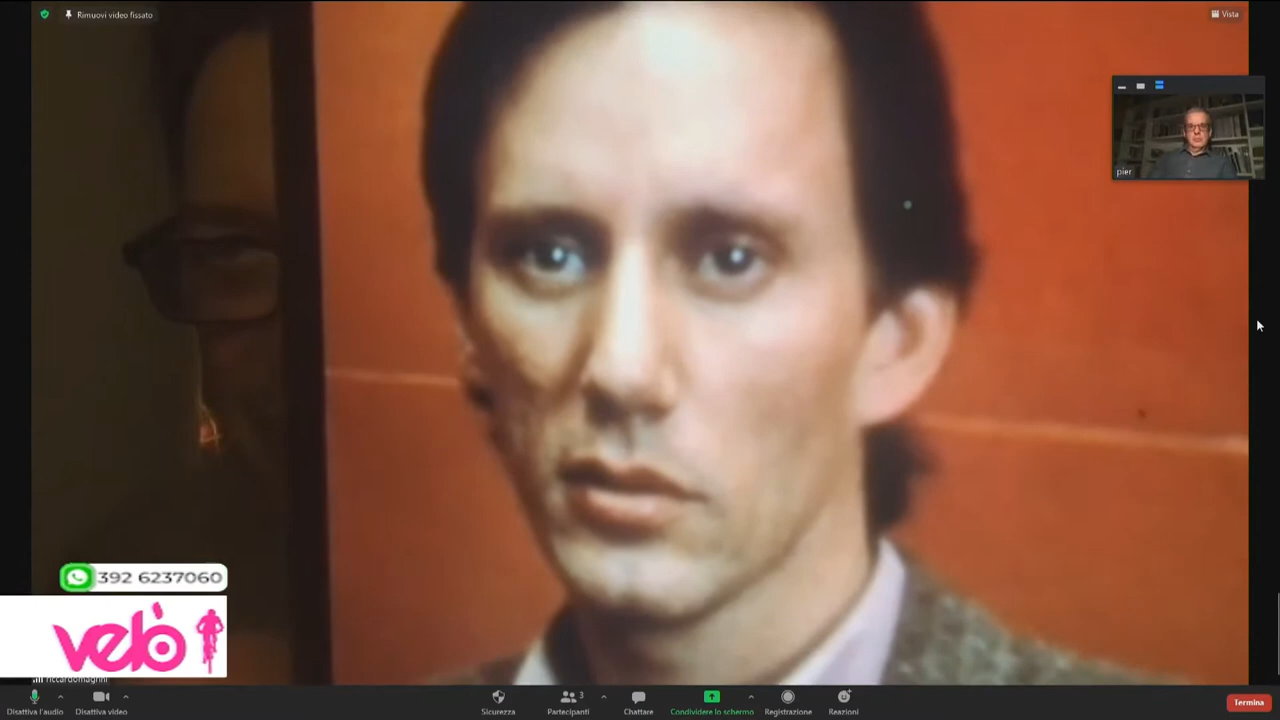 Rimuovi video fissato
Vista
pier
392 6237060
velò
riccardomagrini
Disattiva l'audio
Disattiva video
Sicurezza
Partecipanti
3
Chattare
Condividere lo schermo
Registrazione
Reazioni
Termina